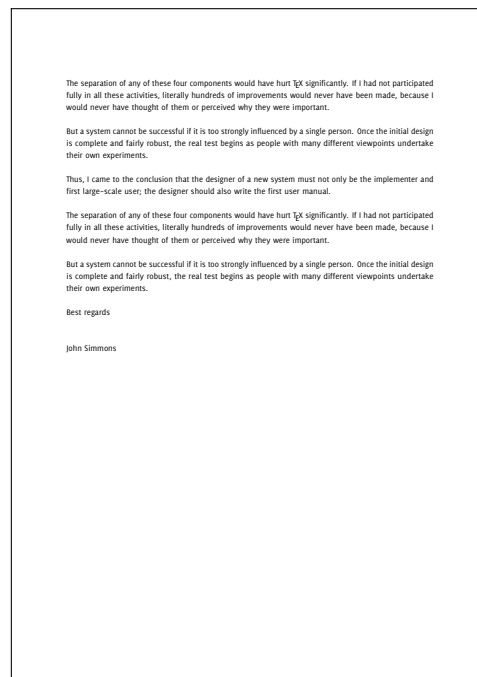 The separation of any of these four components would have hurt TEX significantly. If I had not participated
fully in all these activities, literally hundreds of improvements would never have been made, because I
would never have thought of them or perceived why they were important.
But a system cannot be successful if it is too strongly influenced by a single person. Once the initial design
is complete and fairly robust, the real test begins as people with many different viewpoints undertake
their own experiments.
Thus, I came to the conclusion that the designer of a new system must not only be the implementer and
first large-scale user; the designer should also write the first user manual.
The separation of any of these four components would have hurt TEX significantly. If I had not participated
fully in all these activities, literally hundreds of improvements would never have been made, because I
would never have thought of them or perceived why they were important.
But a system cannot be successful if it is too strongly influenced by a single person. Once the initial design
is complete and fairly robust, the real test begins as people with many different viewpoints undertake
their own experiments.
Best regards
John Simmons